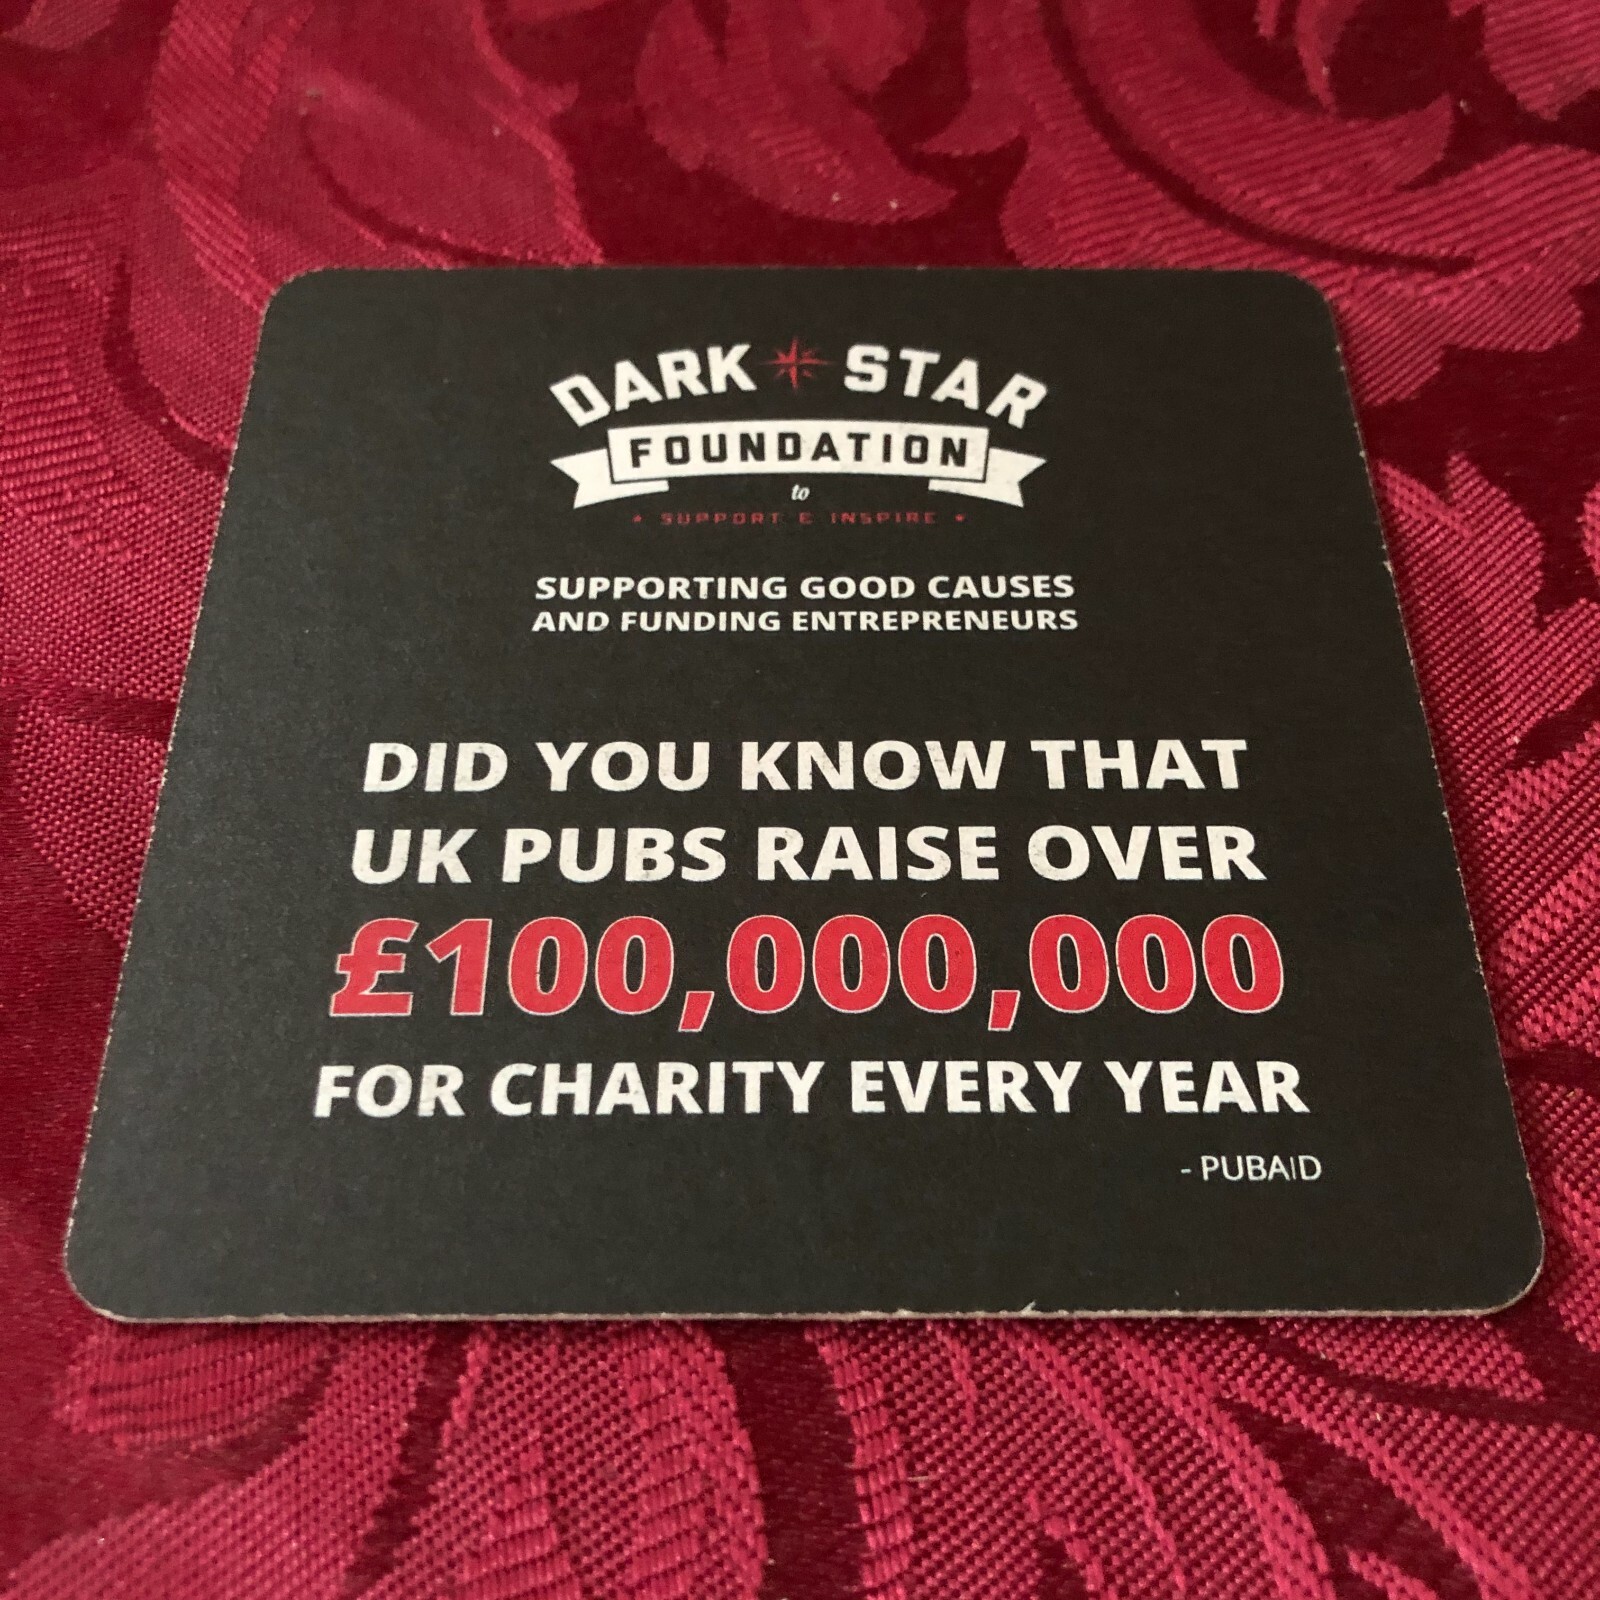 DARK STAR
FOUNDATION
to
SUPPORT & INSPIRE
SUPPORTING GOOD CAUSES
AND FUNDING ENTREPRENEURS
DID YOU KNOW THAT
UK PUBS RAISE OVER
£100,000,000
FOR CHARITY EVERY YEAR
- PUBAID